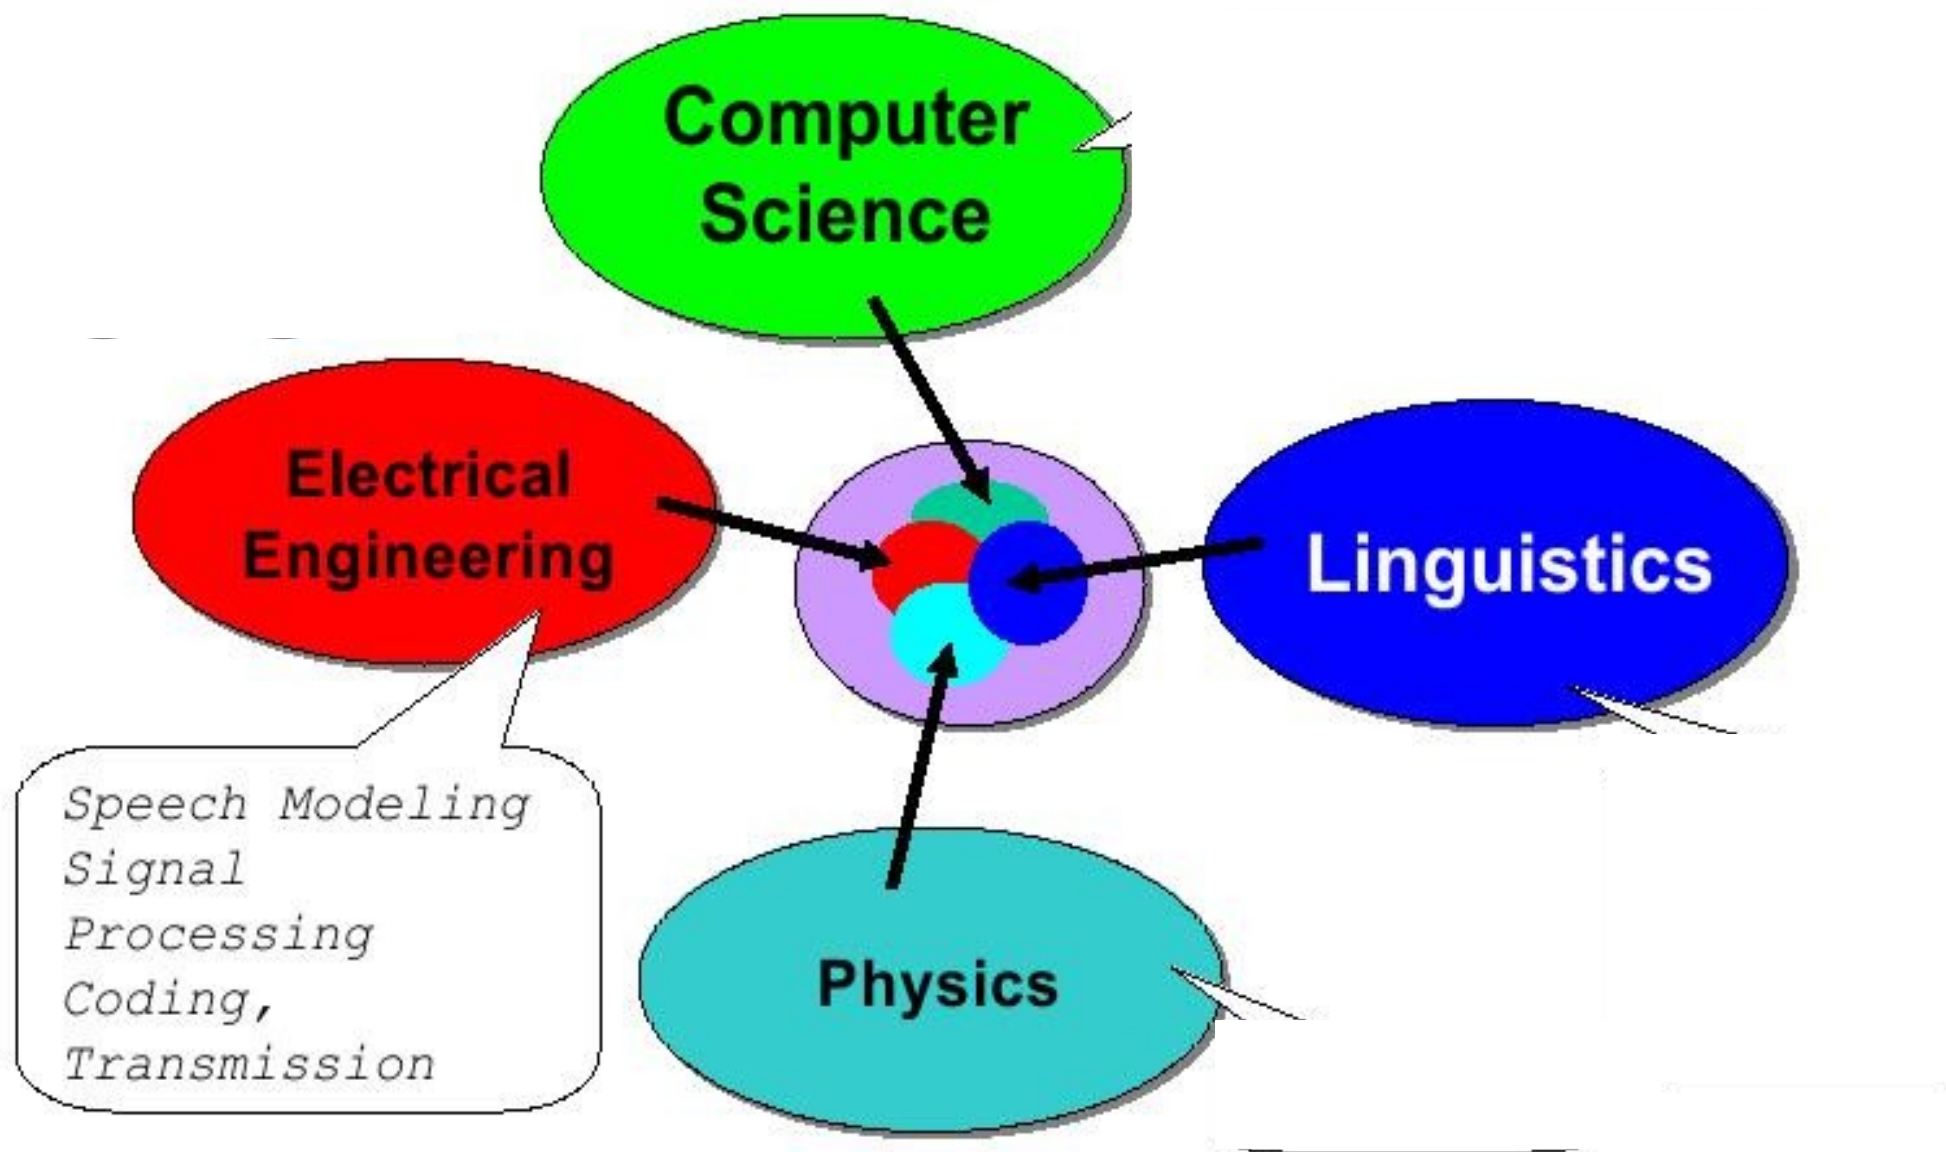 Computer
Science
Electrical
Engineering
Linguistics
Speech Modeling
Signal
Processing
Coding,
Transmission
Physics